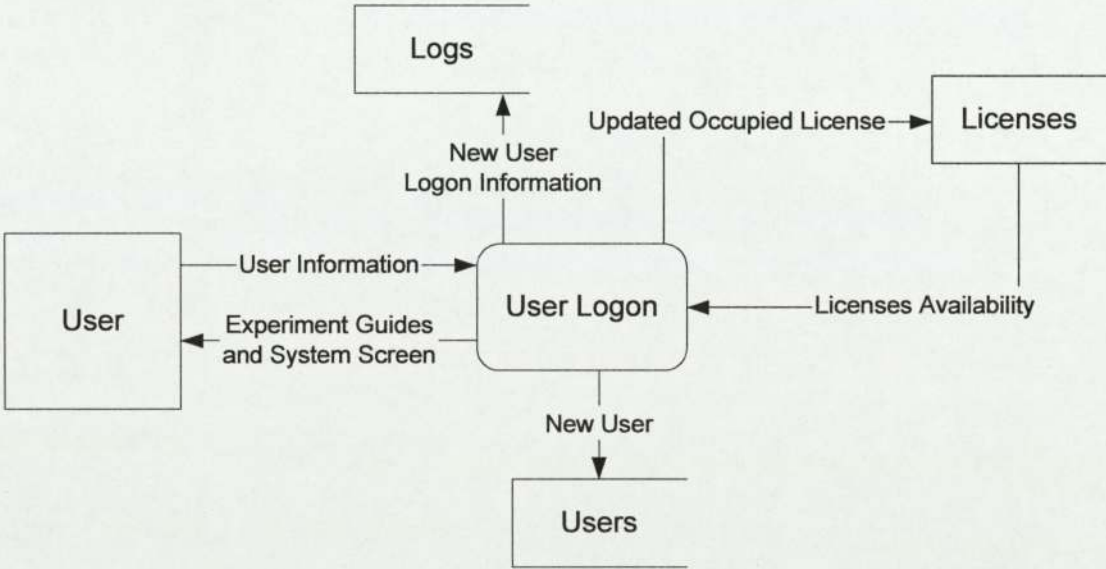 Logs
Updated Occupied License
Licenses
New User
Logon Information
User Information
User
User Logon
Licenses Availability
Experiment Guides
and System Screen
New User
Users